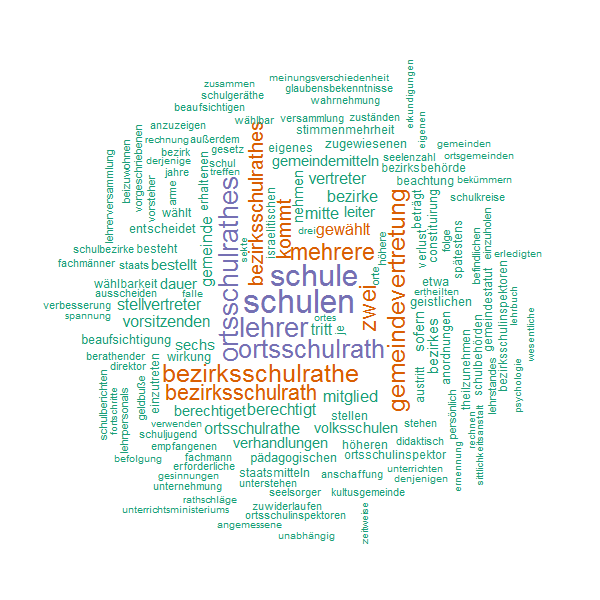 meinungsverschiedenheit
zusammen
glaubensbekenntnisse
schulgeräthe
wahrnehmung
beaufsichtigen
erkundigungen
eigenen
wählbar
versammlung
zuständen
anzuzeigen
stimmenmehrheit
vorgeschriebenen
rechnung
außerdem
bezirksschulrathes
eigenes
zugewiesenen
gemeinden
bezirk
gesetz
gemeindemitteln
seelenzahl
ortsgemeinden
lehrerversammlung
beizuwohnen
derjenige
schul
bezirksbehörde
jahre
treffen
vertreter
beachtung
bekümmern
vorsteher
arme
erhaltenen
ortsschulrathes
israelitischen
nehmen
bezirke
schulkreise
wählt
kommt
mitte
leiter
beträgt
constituirung
entscheidet
gemeinde
sekte
drei
gewählt
gemeindevertretung
verlust
folge
spätestens
befindlichen
einzuholen
schulbezirke
besteht
mehrere
höhere
erledigten
fachmänner
staats
bestellt
schule
orte
etwa
ertheilten
wählbarkeit
dauer
zwei
geistlichen
gemeindestatut
bezirksschulinspektoren
lehrbuch
ausscheiden
falle
schulen
verbesserung
stellvertreter
spannung
vorsitzenden
lehrer
ortes
tritt
je
sofern
bezirkes
anordnungen
theilzunehmen
schulbehörden
wesentliche
beaufsichtigung
sechs
ortsschulrath
berathender
wirkung
lehrstandes
psychologie
direktor
einzutreten
bezirksschulrathe
austritt
schulberichten
fortschritte
lehrpersonals
geldbuße
bezirksschulrath
mitglied
persönlich
berechtiget
berechtigt
verwenden
stellen
stehen
rechnen
sittlichkeitsanstalt
schuljugend
ortsschulrathe
volksschulen
empfangenen
verhandlungen
höheren
didaktisch
befolgung
fachmann
pädagogischen
ortsschulinspektor
ernennung
erforderliche
gesinnungen
staatsmitteln
anschaffung
unterrichten
unternehmung
unterstehen
derjenigen
seelsorger
kultusgemeinde
rathschläge
zuwiderlaufen
unterrichtsministeriums
ortsschulinspektoren
zeitweise
angemessene
unabhängig